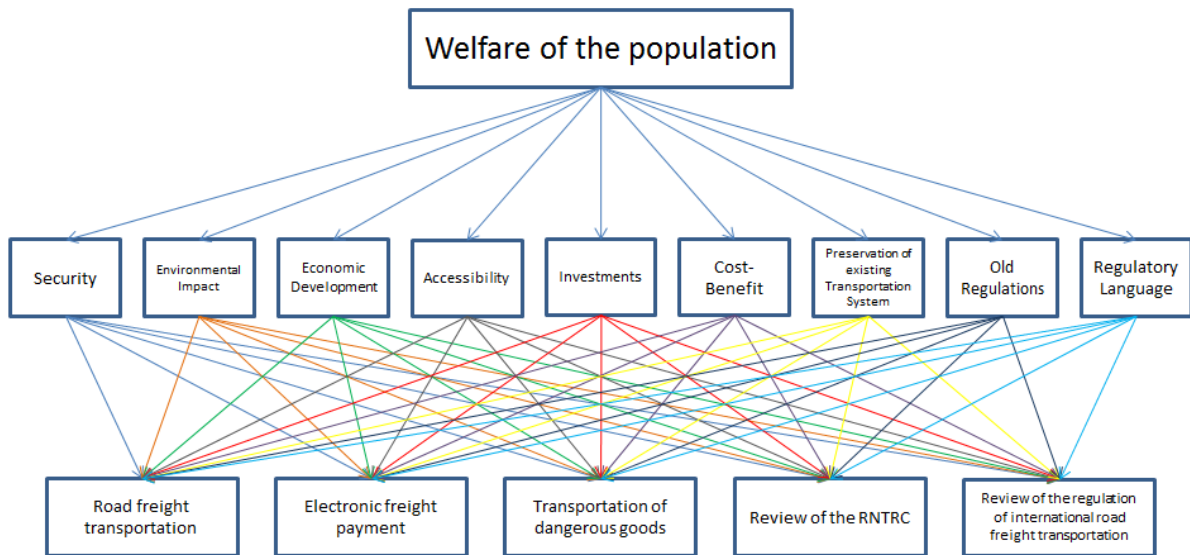 Welfare of the population
Security
Environmental
Impact
Economic
Development
Accessibility
Investments
Cost-
Benefit
Preservation of
existing
Transportation
System
Old
Regulations
Regulatory
Language
Road freight
transportation
Electronic freight
payment
Transportation of
dangerous goods
Review of the RNTRC
Review of the regulation
of international road
freight transportation